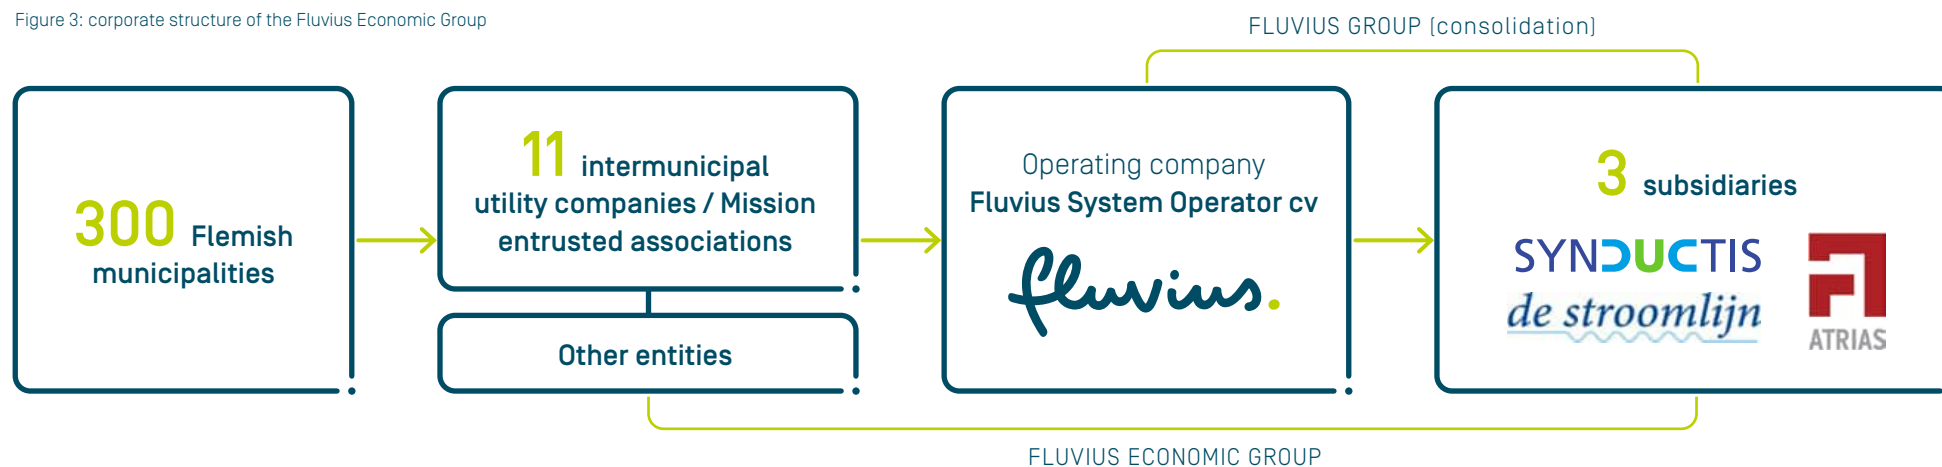 Figure 3: corporate structure of the Fluvius Economic Group
FLUVIUS GROUP (consolidation)
300 Flemish
municipalities
11 intermunicipal
utility companies / Mission
entrusted associations
Other entities
Operating company
Fluvius System Operator cv
fluvius.
3 subsidiaries
SYNDUCTIS
de stroomlijn
ATRIAS
FLUVIUS ECONOMIC GROUP